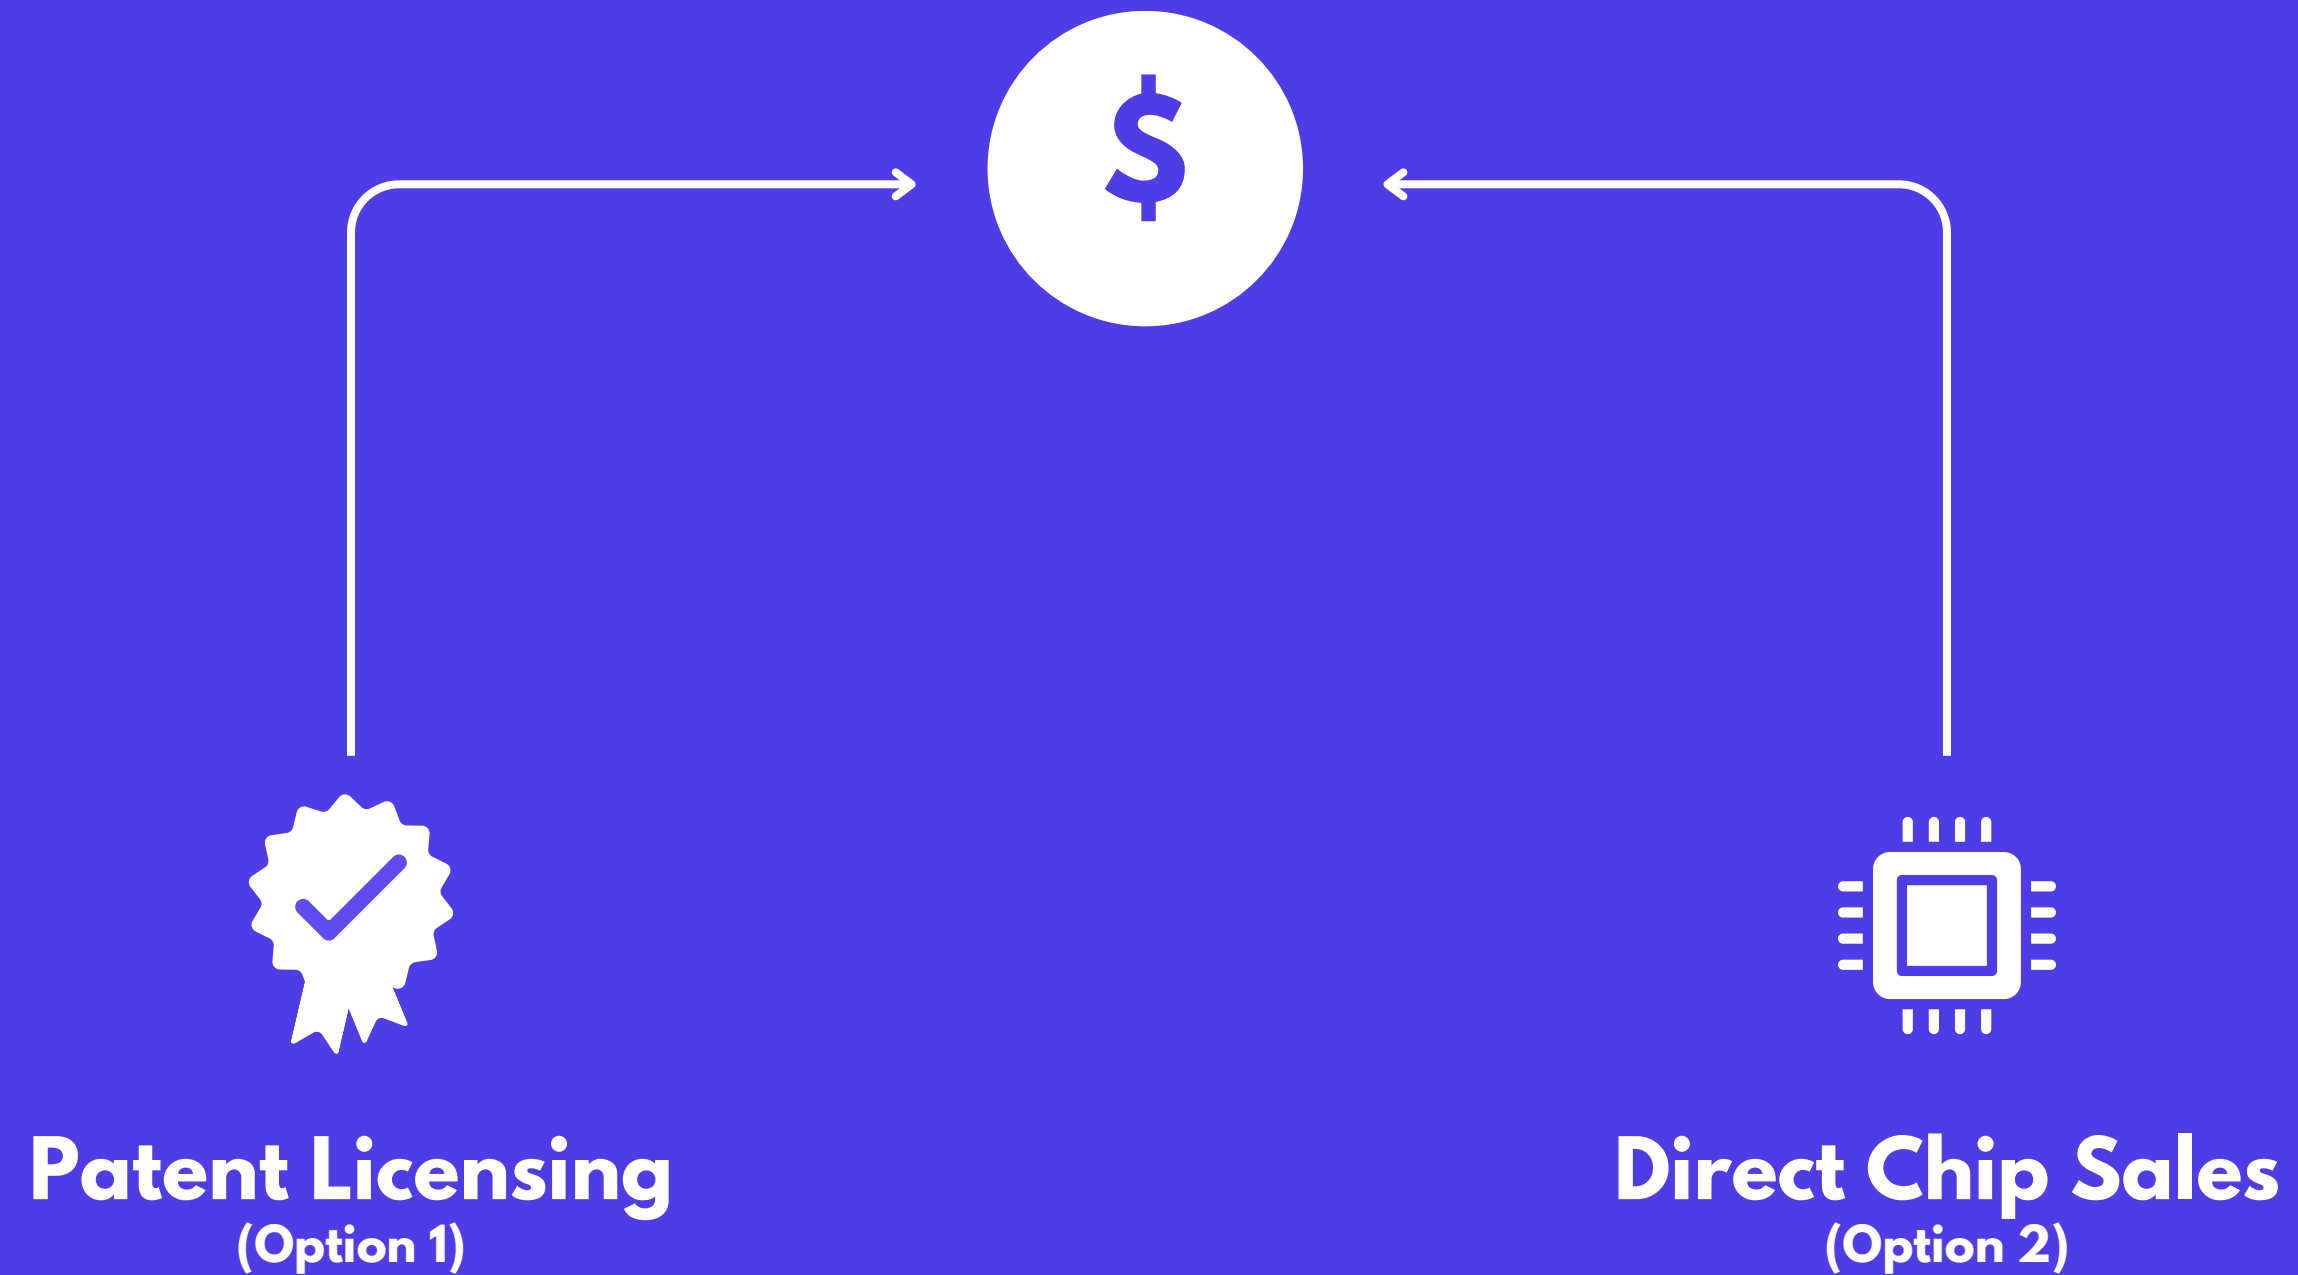 $
Patent Licensing
(Option 1)
Direct Chip Sales
(Option 2)